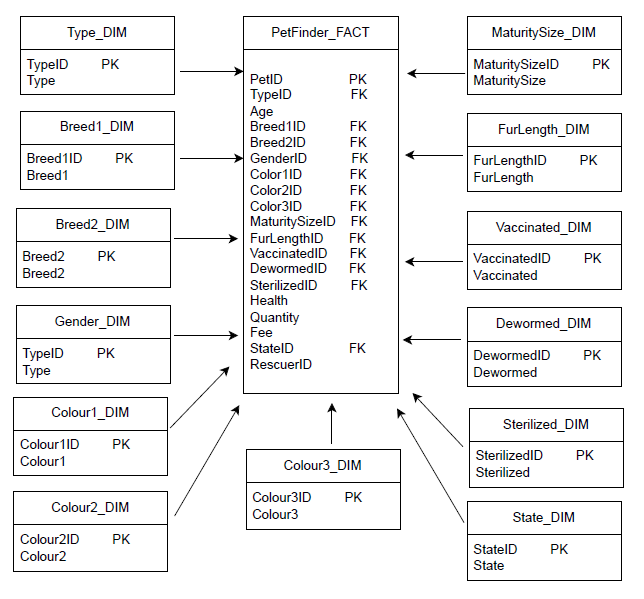 Type_DIM
TypeID PK
Type
Breed1_DIM
Breed1ID PK
Breed1
Breed2_DIM
Breed2 PK
Breed2
Gender_DIM
TypeID PK
Type
Colour1_DIM
Colour1ID PK
Colour1
Colour2_DIM
Colour2ID PK
Colour2
PetFinder_FACT
PetID PK
TypeID FK
Age
Breed1ID FK
Breed2ID FK
GenderID FK
Color1ID FK
Color2ID FK
Color3ID FK
MaturitySizeID FK
FurLengthID FK
VaccinatedID FK
DewormedID FK
SterilizedID FK
Health
Quantity
Fee
StateID FK
RescuerID
Colour3_DIM
Colour3ID PK
Colour3
MaturitySize_DIM
MaturitySizeID PK
MaturitySize
FurLength_DIM
FurLengthID PK
FurLength
Vaccinated_DIM
VaccinatedID PK
Vaccinated
Dewormed_DIM
DewormedID PK
Dewormed
Sterilized_DIM
SterilizedID PK
Sterilized
State_DIM
StateID PK
State